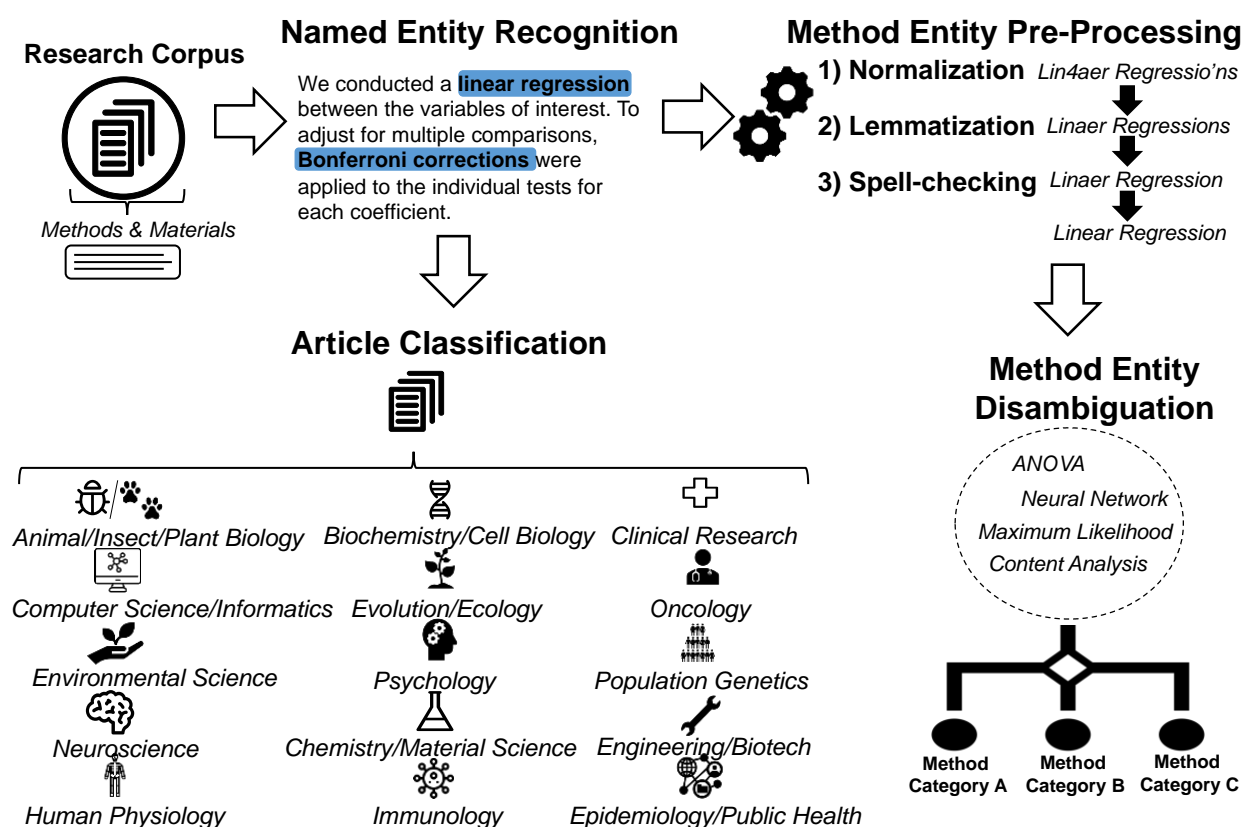 Research Corpus
Methods & Materials
Named Entity Recognition
We conducted a linear regression
between the variables of interest. To
adjust for multiple comparisons,
Bonferroni corrections were
applied to the individual tests for
each coefficient.
Method Entity Pre-Processing
1) Normalization
Lin4aer Regressio'ns
2) Lemmatization
Linaer Regressions
3) Spell-checking
Linaer Regression
Linear Regression
Article Classification
Animal/Insect/Plant Biology
Biochemistry/Cell Biology
Clinical Research
Computer Science/Informatics
Evolution/Ecology
Oncology
Environmental Science
Psychology
Population Genetics
Neuroscience
Chemistry/Material Science
Engineering/Biotech
Human Physiology
Immunology
Epidemiology/Public Health
Method Entity
Disambiguation
ANOVA
Neural Network
Maximum Likelihood
Content Analysis
Method
Category A
Method
Category B
Method
Category C